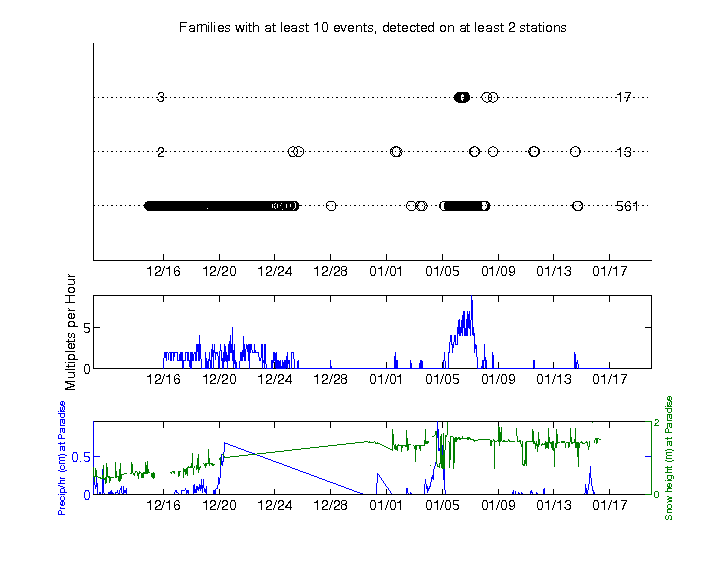 Families with at least 10 events, detected on at least 2 stations
3 17
2 13
561
12/16 12/20 12/24 12/28 01/01 01/05 01/09 01/13 01/17
Multiplets per Hour
5
0
12/16 12/20 12/24 12/28 01/01 01/05 01/09 01/13 01/17
Precip/hr (cm) at Paradise
0.5
0
2
0
Snow height (m) at Paradise
12/16 12/20 12/24 12/28 01/01 01/05 01/09 01/13 01/17